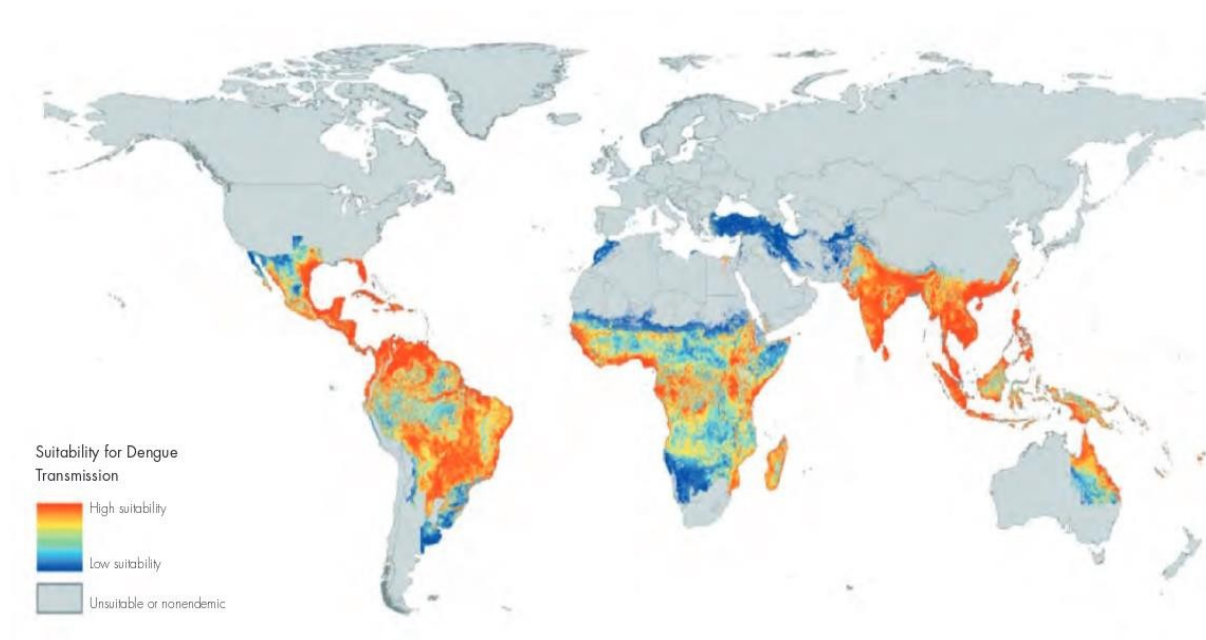 Suitability for Dengue
Transmission
High suitability
Low suitability
Unsuitable or nonendemic